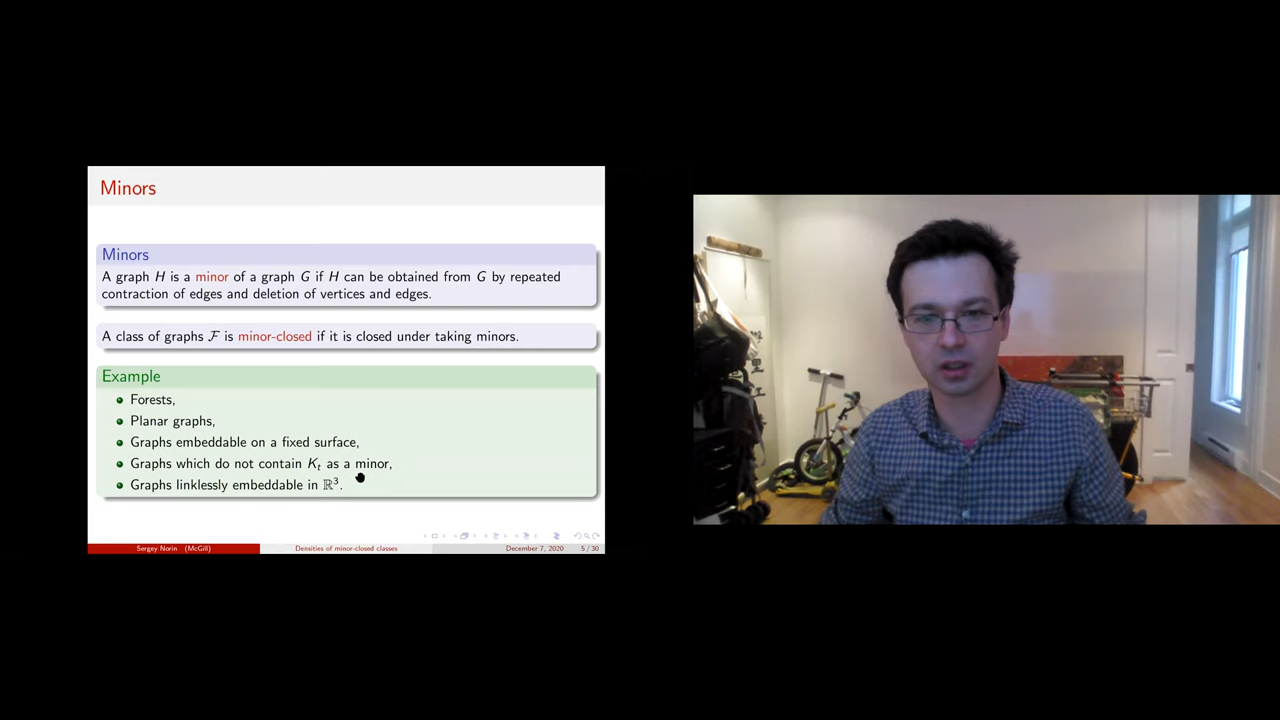 Minors
Minors
A graph H is a minor of a graph G if H can be obtained from G by repeated
contraction of edges and deletion of vertices and edges.
A class of graphs F is minor-closed if it is closed under taking minors.
Example
Forests,
Planar graphs,
Graphs embeddable on a fixed surface,
Graphs which do not contain Kₜ as a minor,
Graphs linklessly embeddable in ℝ³.
Sergey Norin (McGill) Densities of minor-closed classes December 7, 2020 5 / 30
里